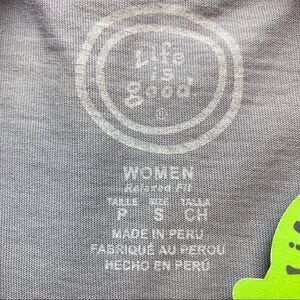 Life
is
good.
WOMEN
Relaxed Fit
TAILLE SIZE TALLA
P S CH
MADE IN PERU
FABRIQUÉ AU PEROU
HECHO EN PERÚ